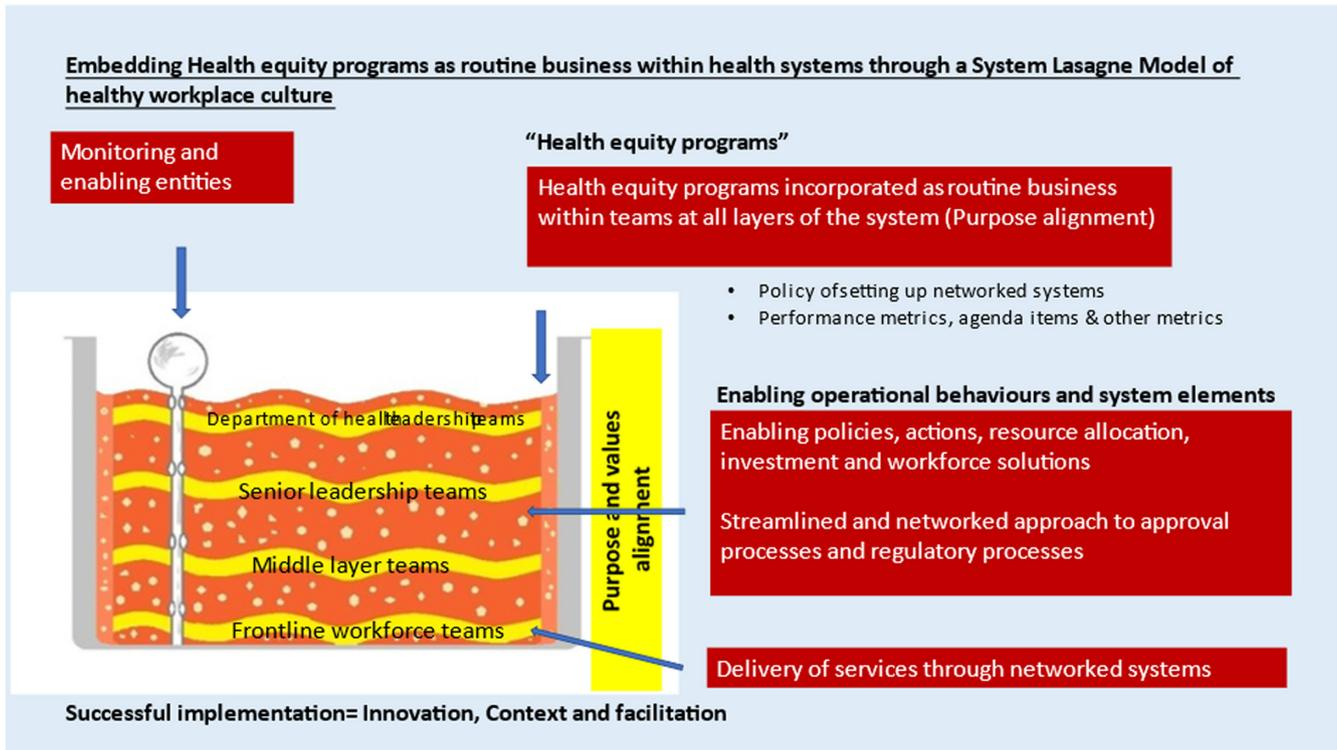 Embedding Health equity programs as routine business within health systems through a System Lasagne Model of
healthy workplace culture
Monitoring and
enabling entities
“Health equity programs”
Health equity programs incorporated as routine business
within teams at all layers of the system (Purpose alignment)
• Policy ofsetting up networked systems
• Performance metrics, agenda items & other metrics
Department of health leadership teams
Senior leadership teams
Middle layer teams
Frontline workforce teams
Purpose and values
alignment
Enabling operational behaviours and system elements
Enabling policies, actions, resource allocation,
investment and workforce solutions
Streamlined and networked approach to approval
processes and regulatory processes
Delivery of services through networked systems
Successful implementation= Innovation, Context and facilitation